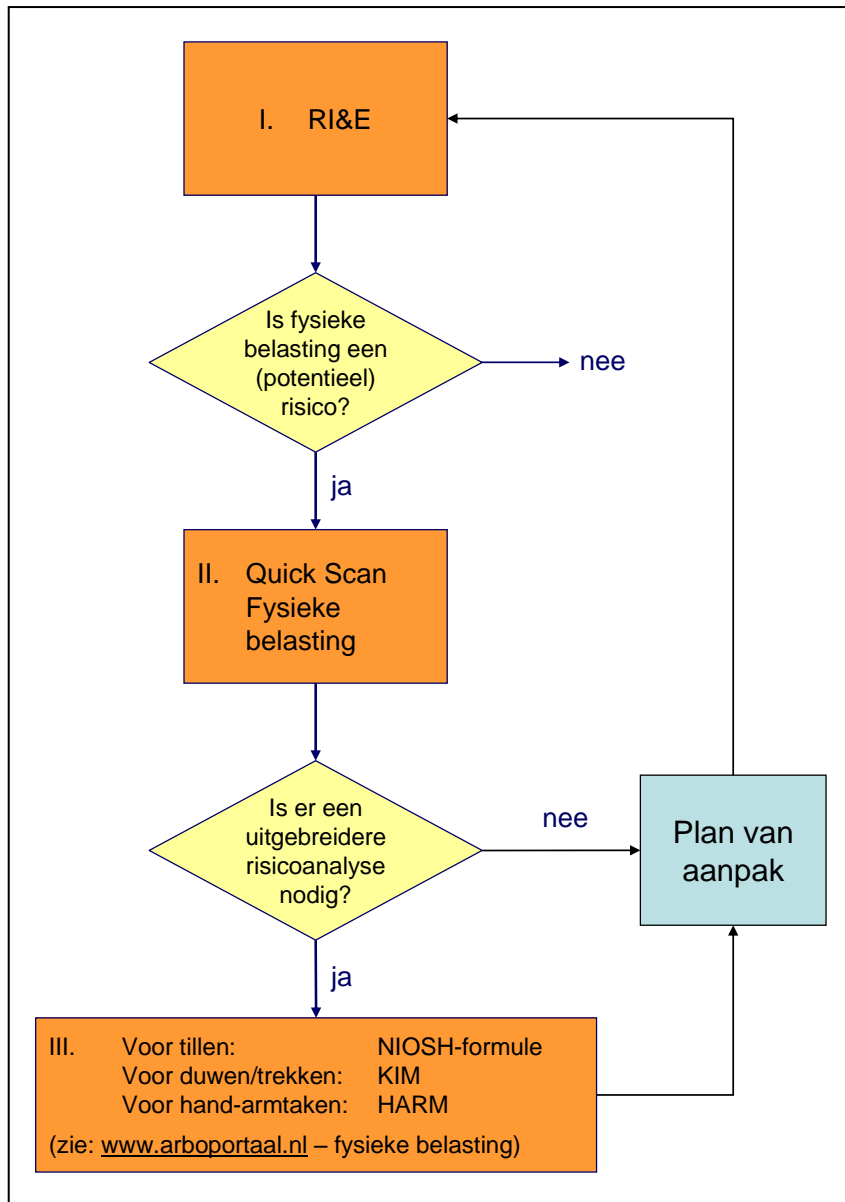 I. RI&E
Is fysieke
belasting een
(potentieel)
risico?
nee
ja
II. Quick Scan
Fysieke
belasting
Is er een
uitgebreidere
risicoanalyse
nodig?
nee
Plan van
aanpak
ja
III. Voor tillen: NIOSH-formule
Voor duwen/trekken: KIM
Voor hand-armtaken: HARM
(zie: www.arboportaal.nl – fysieke belasting)